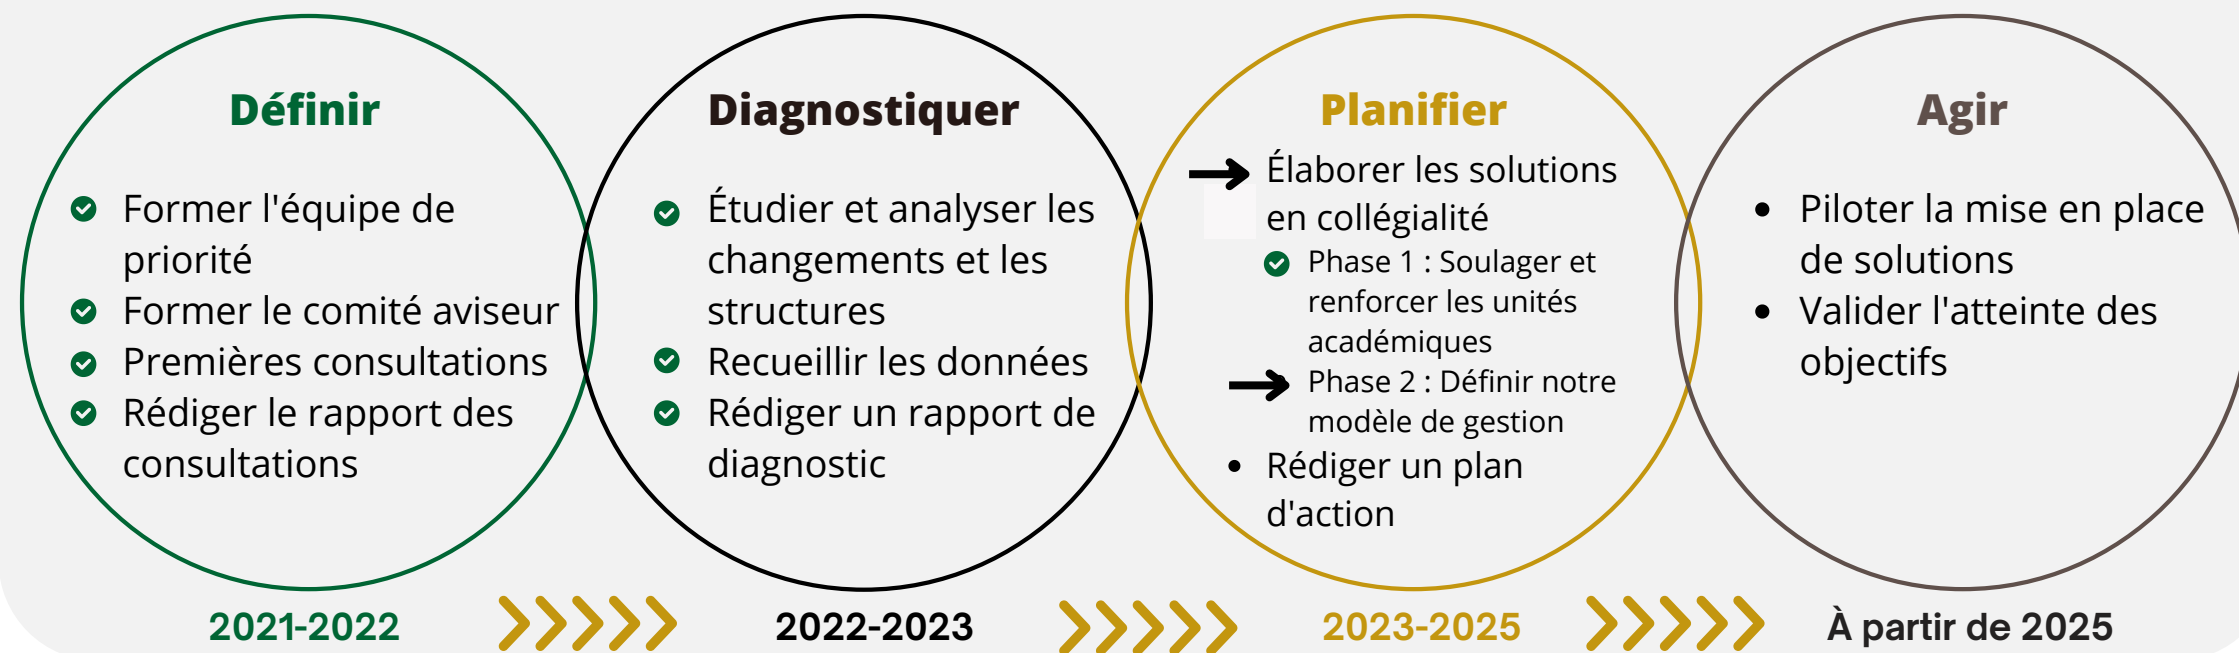 Définir
Former l'équipe de
priorité
Former le comité aviseur
Premières consultations
Rédiger le rapport des
consultations
2021-2022
Diagnostiquer
Étudier et analyser les
changements et les
structures
Recueillir les données
Rédiger un rapport de
diagnostic
2022-2023
Planifier
Élaborer les solutions
en collégialité
Phase 1 : Soulager et
renforcer les unités
académiques
Phase 2 : Définir notre
modèle de gestion
Rédiger un plan
d'action
2023-2025
Agir
Piloter la mise en place
de solutions
Valider l'atteinte des
objectifs
À partir de 2025